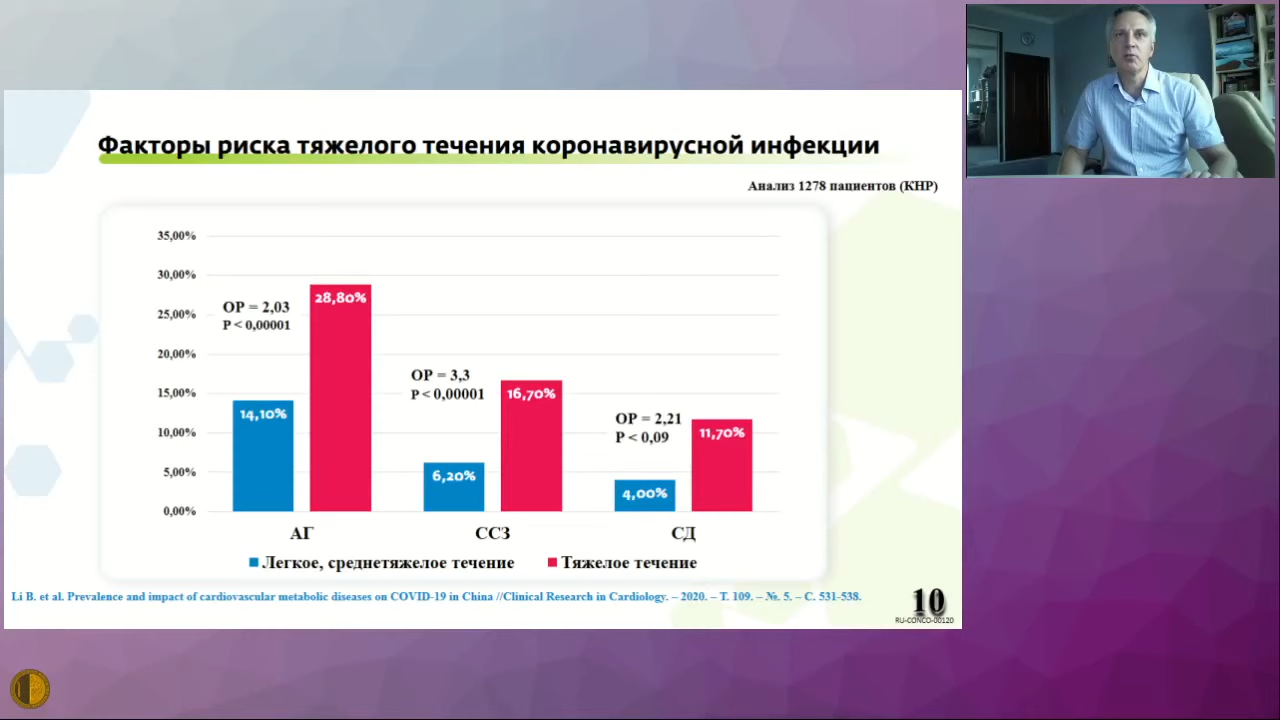 Факторы риска тяжелого течения коронавирусной инфекции
Анализ 1278 пациентов (КНР)
35,00%
30,00%
25,00%
20,00%
15,00%
10,00%
5,00%
0,00%
ОР = 2,03
P < 0,00001
14,10%
28,80%
ОР = 3,3
P < 0,00001
6,20%
16,70%
ОР = 2,21
P < 0,09
4,00%
11,70%
АГ
ССЗ
СД
Легкое, среднетяжелое течение
Тяжелое течение
Li B. et al. Prevalence and impact of cardiovascular metabolic diseases on COVID-19 in China //Clinical Research in Cardiology. – 2020. – Т. 109. – №. 5. – С. 531-538.
10
RU-CONCO-00120